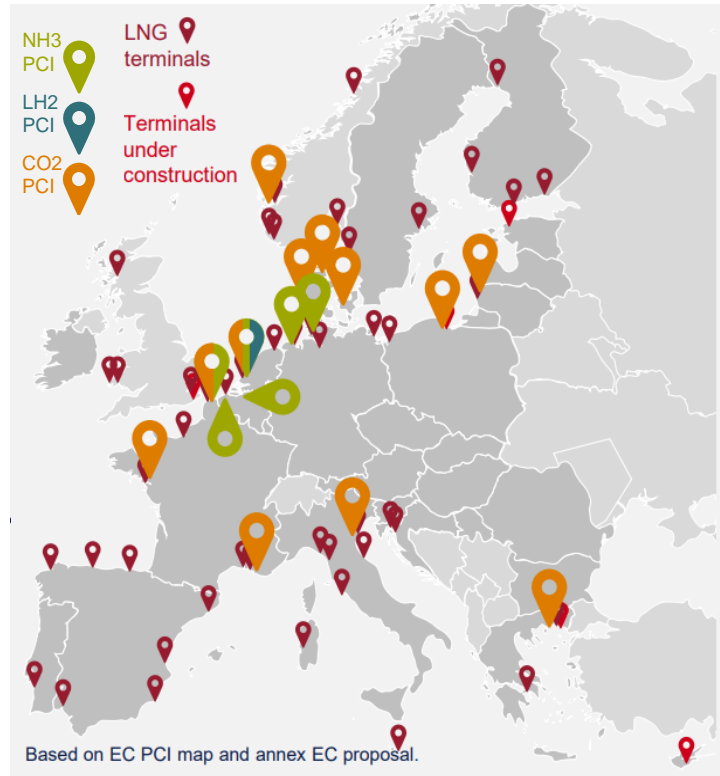 NH3
PCI
LH2
PCI
CO2
PCI
LNG
terminals
Terminals
under
construction
Based on EC PCI map and annex EC proposal.